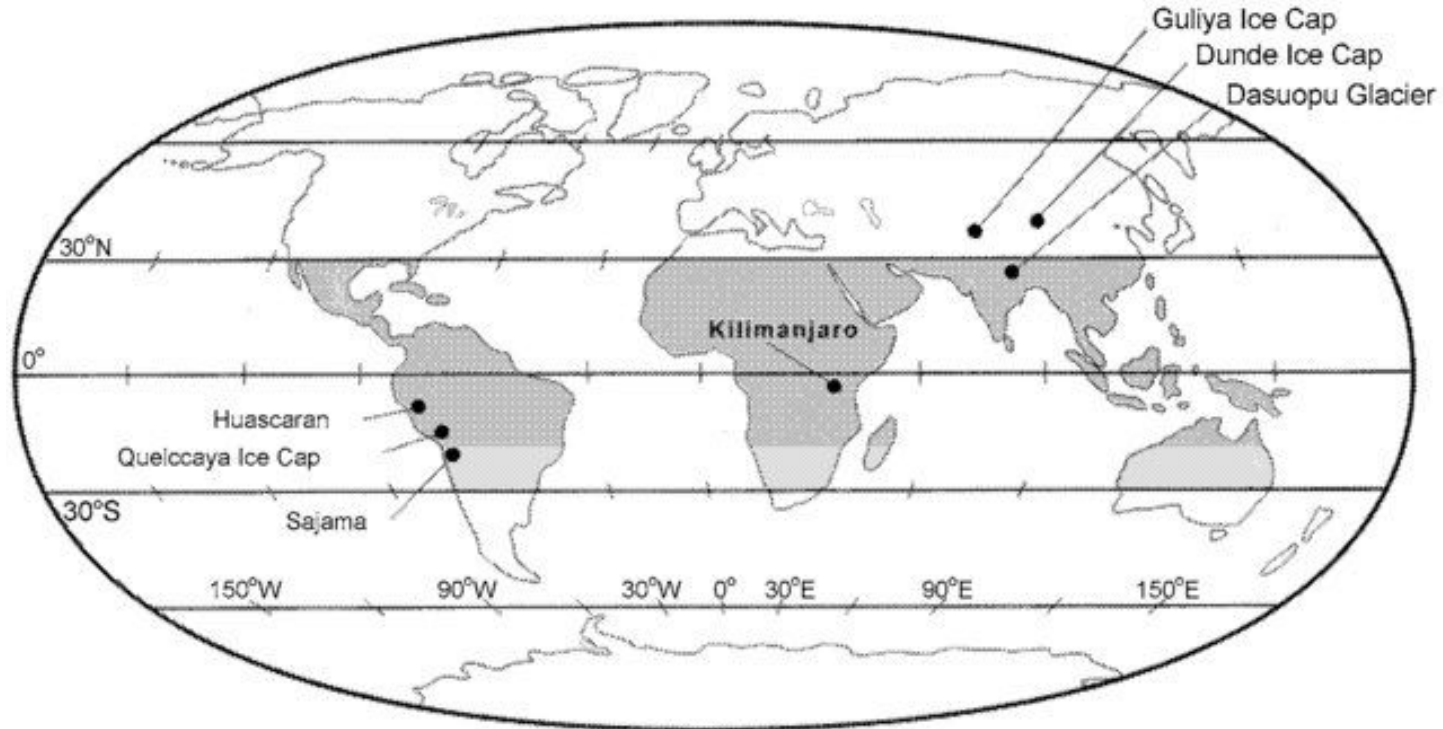 Guliya Ice Cap
Dunde Ice Cap
Dasuopu Glacier
30°N
Kilimanjaro
0°
Huascaran
Quelccaya Ice Cap
30°S
Sajama
150°W 90°W 30°W 0° 30°E 90°E 150°E